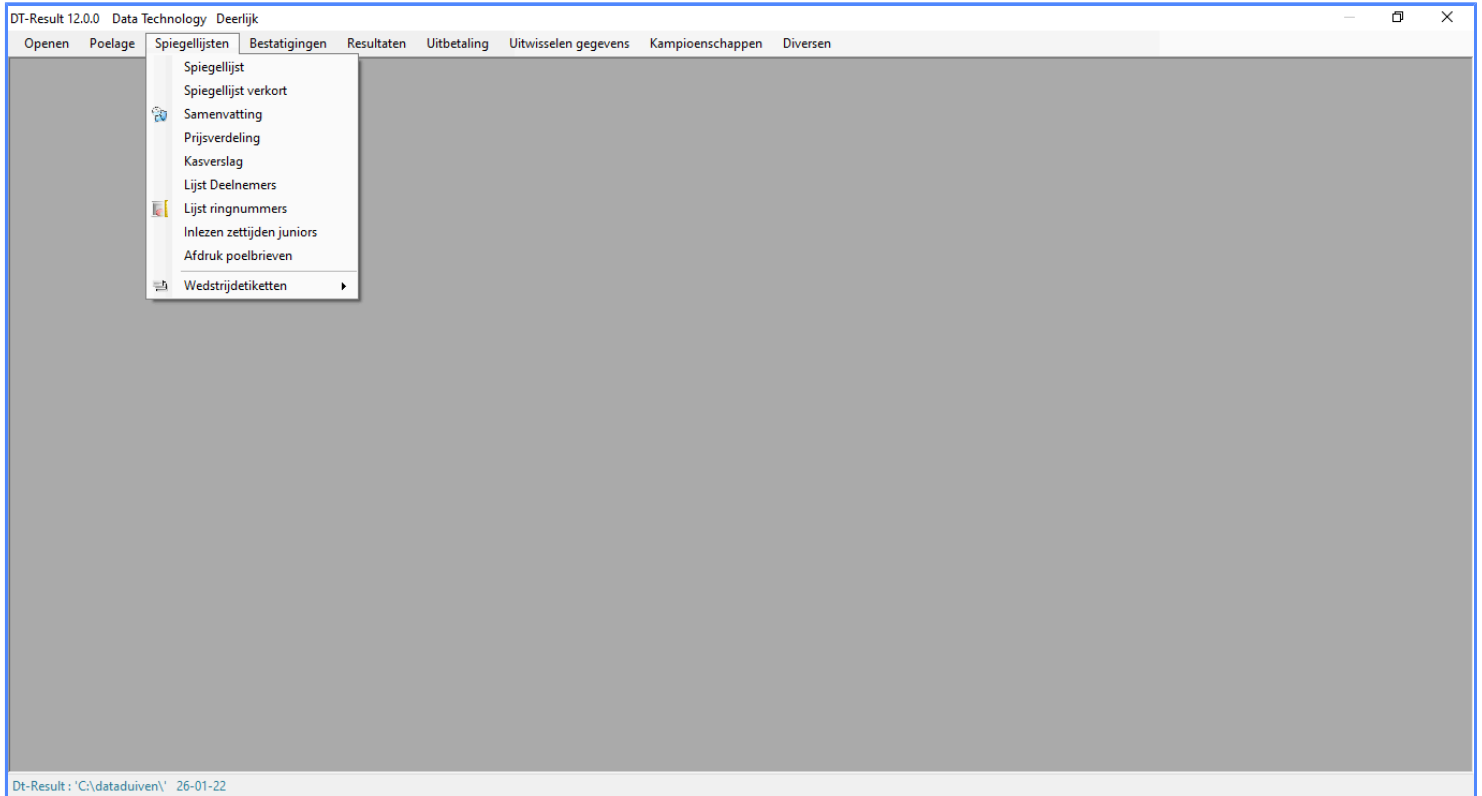 DT-Result 12.0.0 Data Technology Deerlijk
Openen Poelage Spiegellijsten Bestatigingen Resultaten Uitbetaling Uitwisselen gegevens Kampioenschappen Diversen
Spiegellijst
Spiegellijst verkort
Samenvatting
Prijsverdeling
Kasverslag
Lijst Deelnemers
Lijst ringnummers
Inlezen zettijden juniors
Afdruk poelbrieven
Wedstrijdetiketten
Dt-Result : 'C:\dataduiven\' 26-01-22